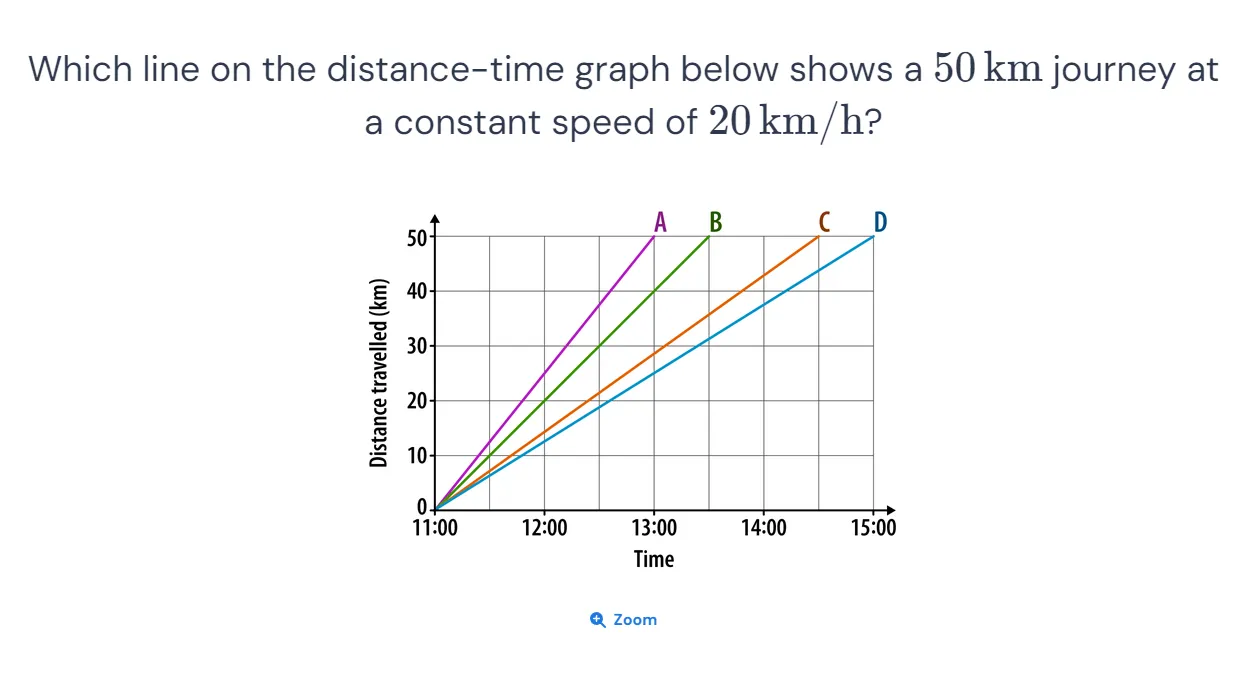 Which line on the distance-time graph below shows a 50 km journey at
a constant speed of 20 km/h?
A B C D
50
40
30
20
10
0
Distance travelled (km)
11:00 12:00 13:00 14:00 15:00
Time
Zoom